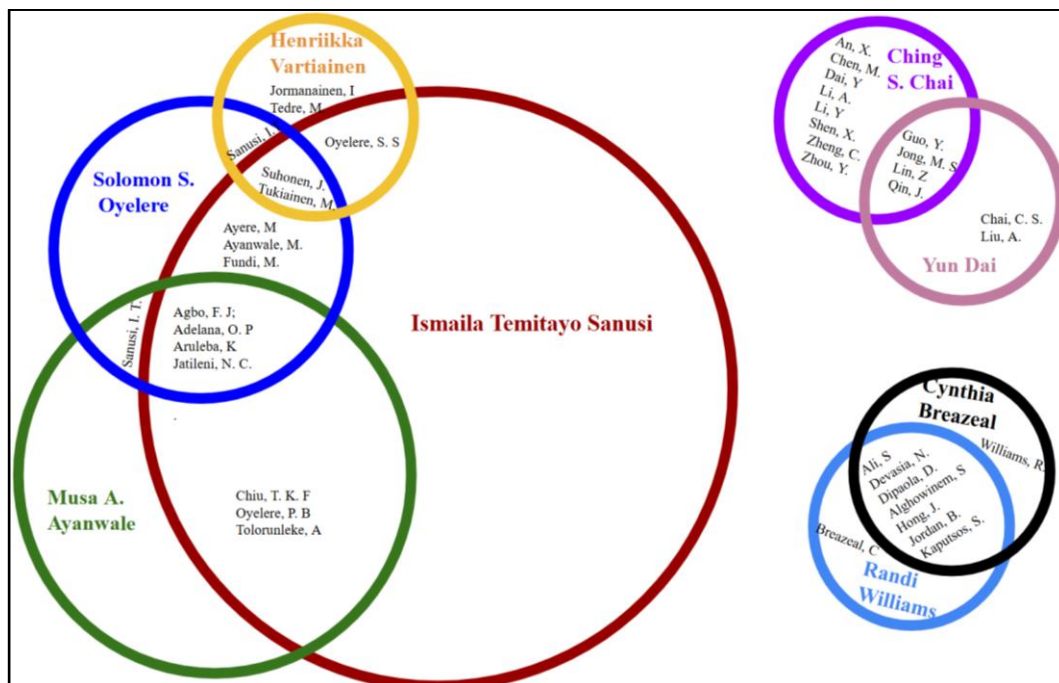 Henriikka
Vartiainen
Jormanainen, I
Tedre, M.
Sanusi, I.
Oyelere, S. S
Suhonen, J.
Tukiainen, M.
Solomon S.
Oyelere
Ayere, M
Ayanwale, M.
Fundi, M.
Sanusi, I. T.
Agbo, F. J;
Adelana, O. P
Aruleba, K
Jatileni, N. C.
.
Ismaila Temitayo Sanusi
Musa A.
Ayanwale
Chiu, T. K. F
Oyelere, P. B
Tolorunleke, A
An, X.
Chen, M.
Dai, Y
Li, A.
Li, Y
Shen, X.
Zheng, C.
Zhou, Y.
Ching
S. Chai
Guo, Y.
Jong, M. S
Lin, Z
Qin, J.
Chai, C. S.
Liu, A.
Yun Dai
Cynthia
Breazeal
Williams, R.
Ali, S
Devasia, N.
Dipaola, D.
Alghowinem, S
Hong, J.
Jordan, B.
Kaputsos, S.
Breazeal, C
Randi
Williams